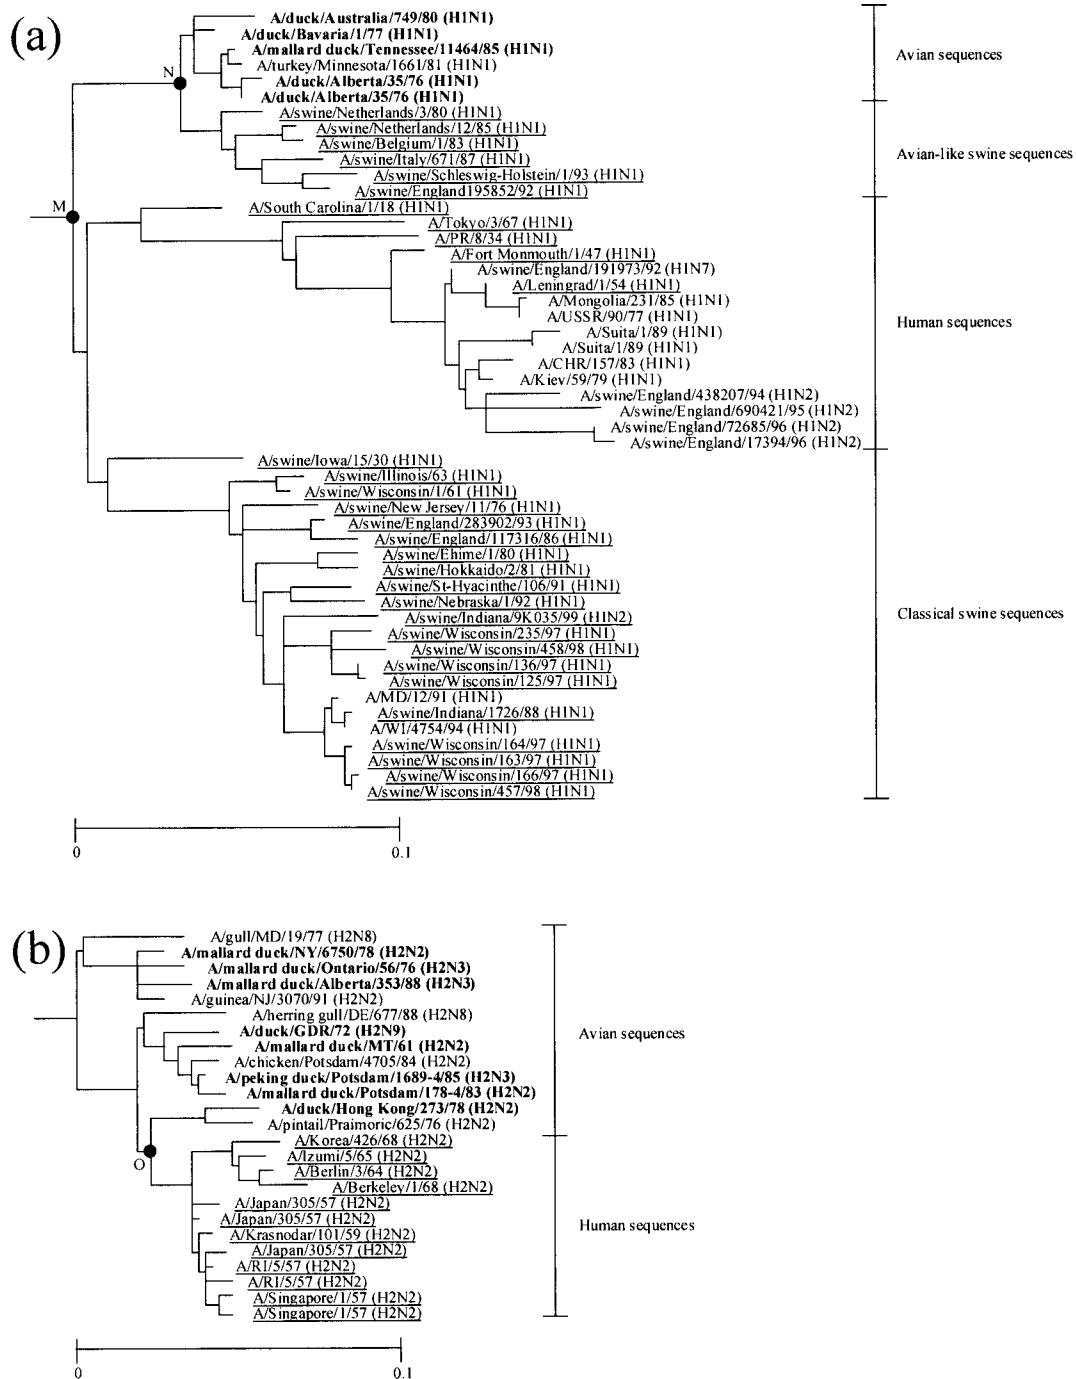 (a)
A/duck/Australia/749/80 (H1N1)
A/duck/Bavaria/1/77 (H1N1)
A/mallard duck/Tennessee/11464/85 (H1N1)
A/turkey/Minnesota/1661/81 (H1N1)
A/duck/Alberta/35/76 (H1N1)
A/duck/Alberta/35/76 (H1N1)
N
Avian sequences
A/swine/Netherlands/3/80 (H1N1)
A/swine/Netherlands/12/85 (H1N1)
A/swine/Belgium/1/83 (H1N1)
A/swine/Italy/671/87 (H1N1)
A/swine/Schleswig-Holstein/1/93 (H1N1)
A/swine/England195852/92 (H1N1)
Avian-like swine sequences
M
A/South Carolina/1/18 (H1N1)
A/Tokyo/3/67 (H1N1)
A/PR/8/34 (H1N1)
A/Fort Monmouth/1/47 (H1N1)
A/swine/England/191973/92 (H1N7)
A/Leningrad/1/54 (H1N1)
A/Mongolia/231/85 (H1N1)
A/USSR/90/77 (H1N1)
A/Suita/1/89 (H1N1)
A/Suita/1/89 (H1N1)
A/CHR/157/83 (H1N1)
A/Kiev/59/79 (H1N1)
A/swine/England/438207/94 (H1N2)
A/swine/England/690421/95 (H1N2)
A/swine/England/72685/96 (H1N2)
A/swine/England/17394/96 (H1N2)
Human sequences
A/swine/Iowa/15/30 (H1N1)
A/swine/Illinois/63 (H1N1)
A/swine/Wisconsin/1/61 (H1N1)
A/swine/New Jersey/11/76 (H1N1)
A/swine/England/283902/93 (H1N1)
A/swine/England/117316/86 (H1N1)
A/swine/Ehime/1/80 (H1N1)
A/swine/Hokkaido/2/81 (H1N1)
A/swine/St-Hyacinthe/106/91 (H1N1)
A/swine/Nebraska/1/92 (H1N1)
A/swine/Indiana/9K035/99 (H1N2)
A/swine/Wisconsin/235/97 (H1N1)
A/swine/Wisconsin/458/98 (H1N1)
A/swine/Wisconsin/136/97 (H1N1)
A/swine/Wisconsin/125/97 (H1N1)
A/MD/12/91 (H1N1)
A/swine/Indiana/1726/88 (H1N1)
A/WI/4754/94 (H1N1)
A/swine/Wisconsin/164/97 (H1N1)
A/swine/Wisconsin/163/97 (H1N1)
A/swine/Wisconsin/166/97 (H1N1)
A/swine/Wisconsin/457/98 (H1N1)
Classical swine sequences
0 0.1
(b)
A/gull/MD/19/77 (H2N8)
A/mallard duck/NY/6750/78 (H2N2)
A/mallard duck/Ontario/56/76 (H2N3)
A/mallard duck/Alberta/353/88 (H2N3)
A/guinea/NJ/3070/91 (H2N2)
A/herring gull/DE/677/88 (H2N8)
A/duck/GDR/72 (H2N9)
A/mallard duck/MT/61 (H2N2)
A/chicken/Potsdam/4705/84 (H2N2)
A/peking duck/Potsdam/1689-4/85 (H2N3)
A/mallard duck/Potsdam/178-4/83 (H2N2)
A/duck/Hong Kong/273/78 (H2N2)
A/pintail/Praimoric/625/76 (H2N2)
Avian sequences
O
A/Korea/426/68 (H2N2)
A/Izumi/5/65 (H2N2)
A/Berlin/3/64 (H2N2)
A/Berkeley/1/68 (H2N2)
A/Japan/305/57 (H2N2)
A/Japan/305/57 (H2N2)
A/Krasnodar/101/59 (H2N2)
A/Japan/305/57 (H2N2)
A/RI/5/57 (H2N2)
A/RI/5/57 (H2N2)
A/Singapore/1/57 (H2N2)
A/Singapore/1/57 (H2N2)
Human sequences
0 0.1